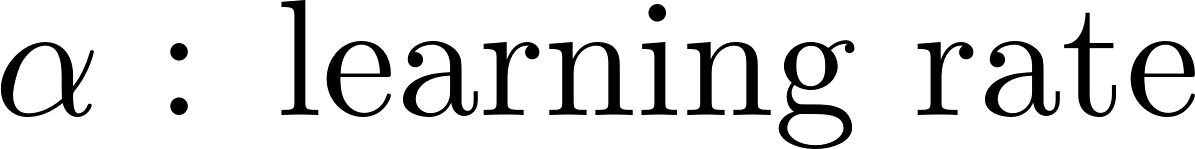 α : learning rate